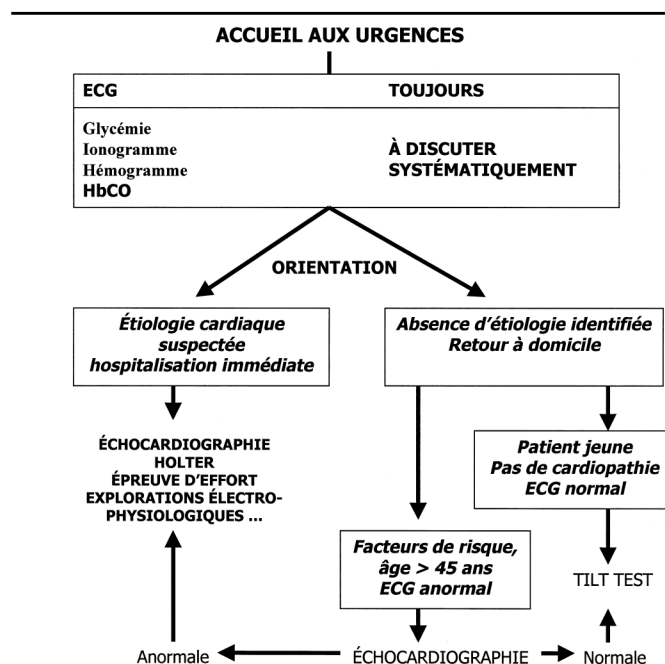 ACCUEIL AUX URGENCES
ECG TOUJOURS
Glycémie
Ionogramme
Hémogramme
HbCO
À DISCUTER
SYSTÉMATIQUEMENT
ORIENTATION
Étiologie cardiaque
suspectée
hospitalisation immédiate
Absence d'étiologie identifiée
Retour à domicile
ÉCHOCARDIOGRAPHIE
HOLTER
ÉPREUVE D'EFFORT
EXPLORATIONS ÉLECTRO-
PHYSIOLOGIQUES ...
Patient jeune
Pas de cardiopathie
ECG normal
Facteurs de risque,
âge > 45 ans
ECG anormal
TILT TEST
Anormale
ÉCHOCARDIOGRAPHIE
Normale